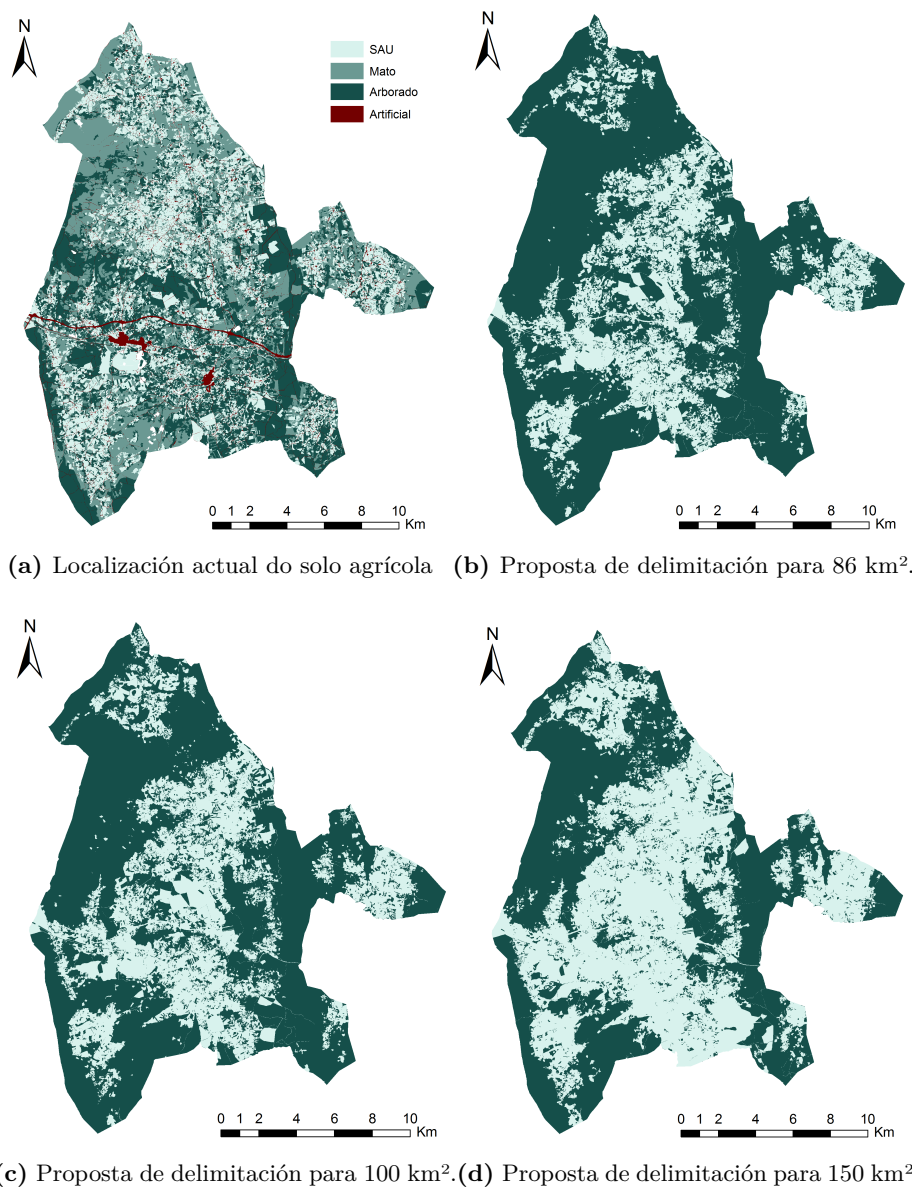 N
SAU
Mato
Arborado
Artificial
0 1 2 4 6 8 10
Km
N
0 1 2 4 6 8 10
Km
(a) Localización actual do solo agrícola
(b) Proposta de delimitación para 86 km².
N
0 1 2 4 6 8 10
Km
N
0 1 2 4 6 8 10
Km
(c) Proposta de delimitación para 100 km².
(d) Proposta de delimitación para 150 km²